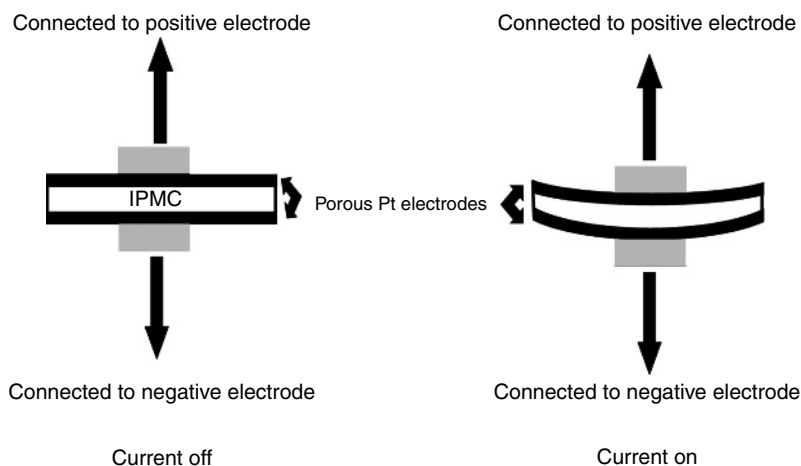 Connected to positive electrode
Connected to positive electrode
IPMC
Porous Pt electrodes
Connected to negative electrode
Connected to negative electrode
Current off
Current on